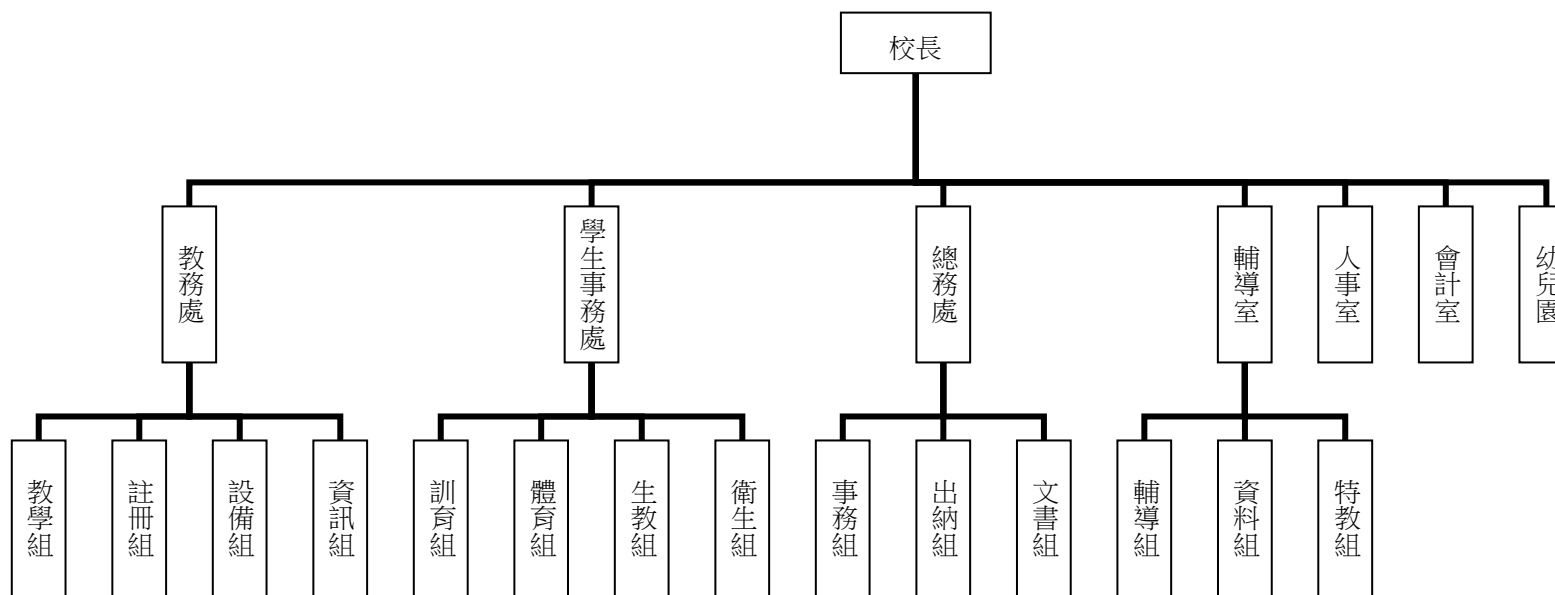 校長
教務處
學生事務處
總務處
輔導室
人事室
會計室
幼兒園
教學組
註冊組
設備組
資訊組
訓育組
體育組
生教組
衛生組
事務組
出納組
文書組
輔導組
資料組
特教組